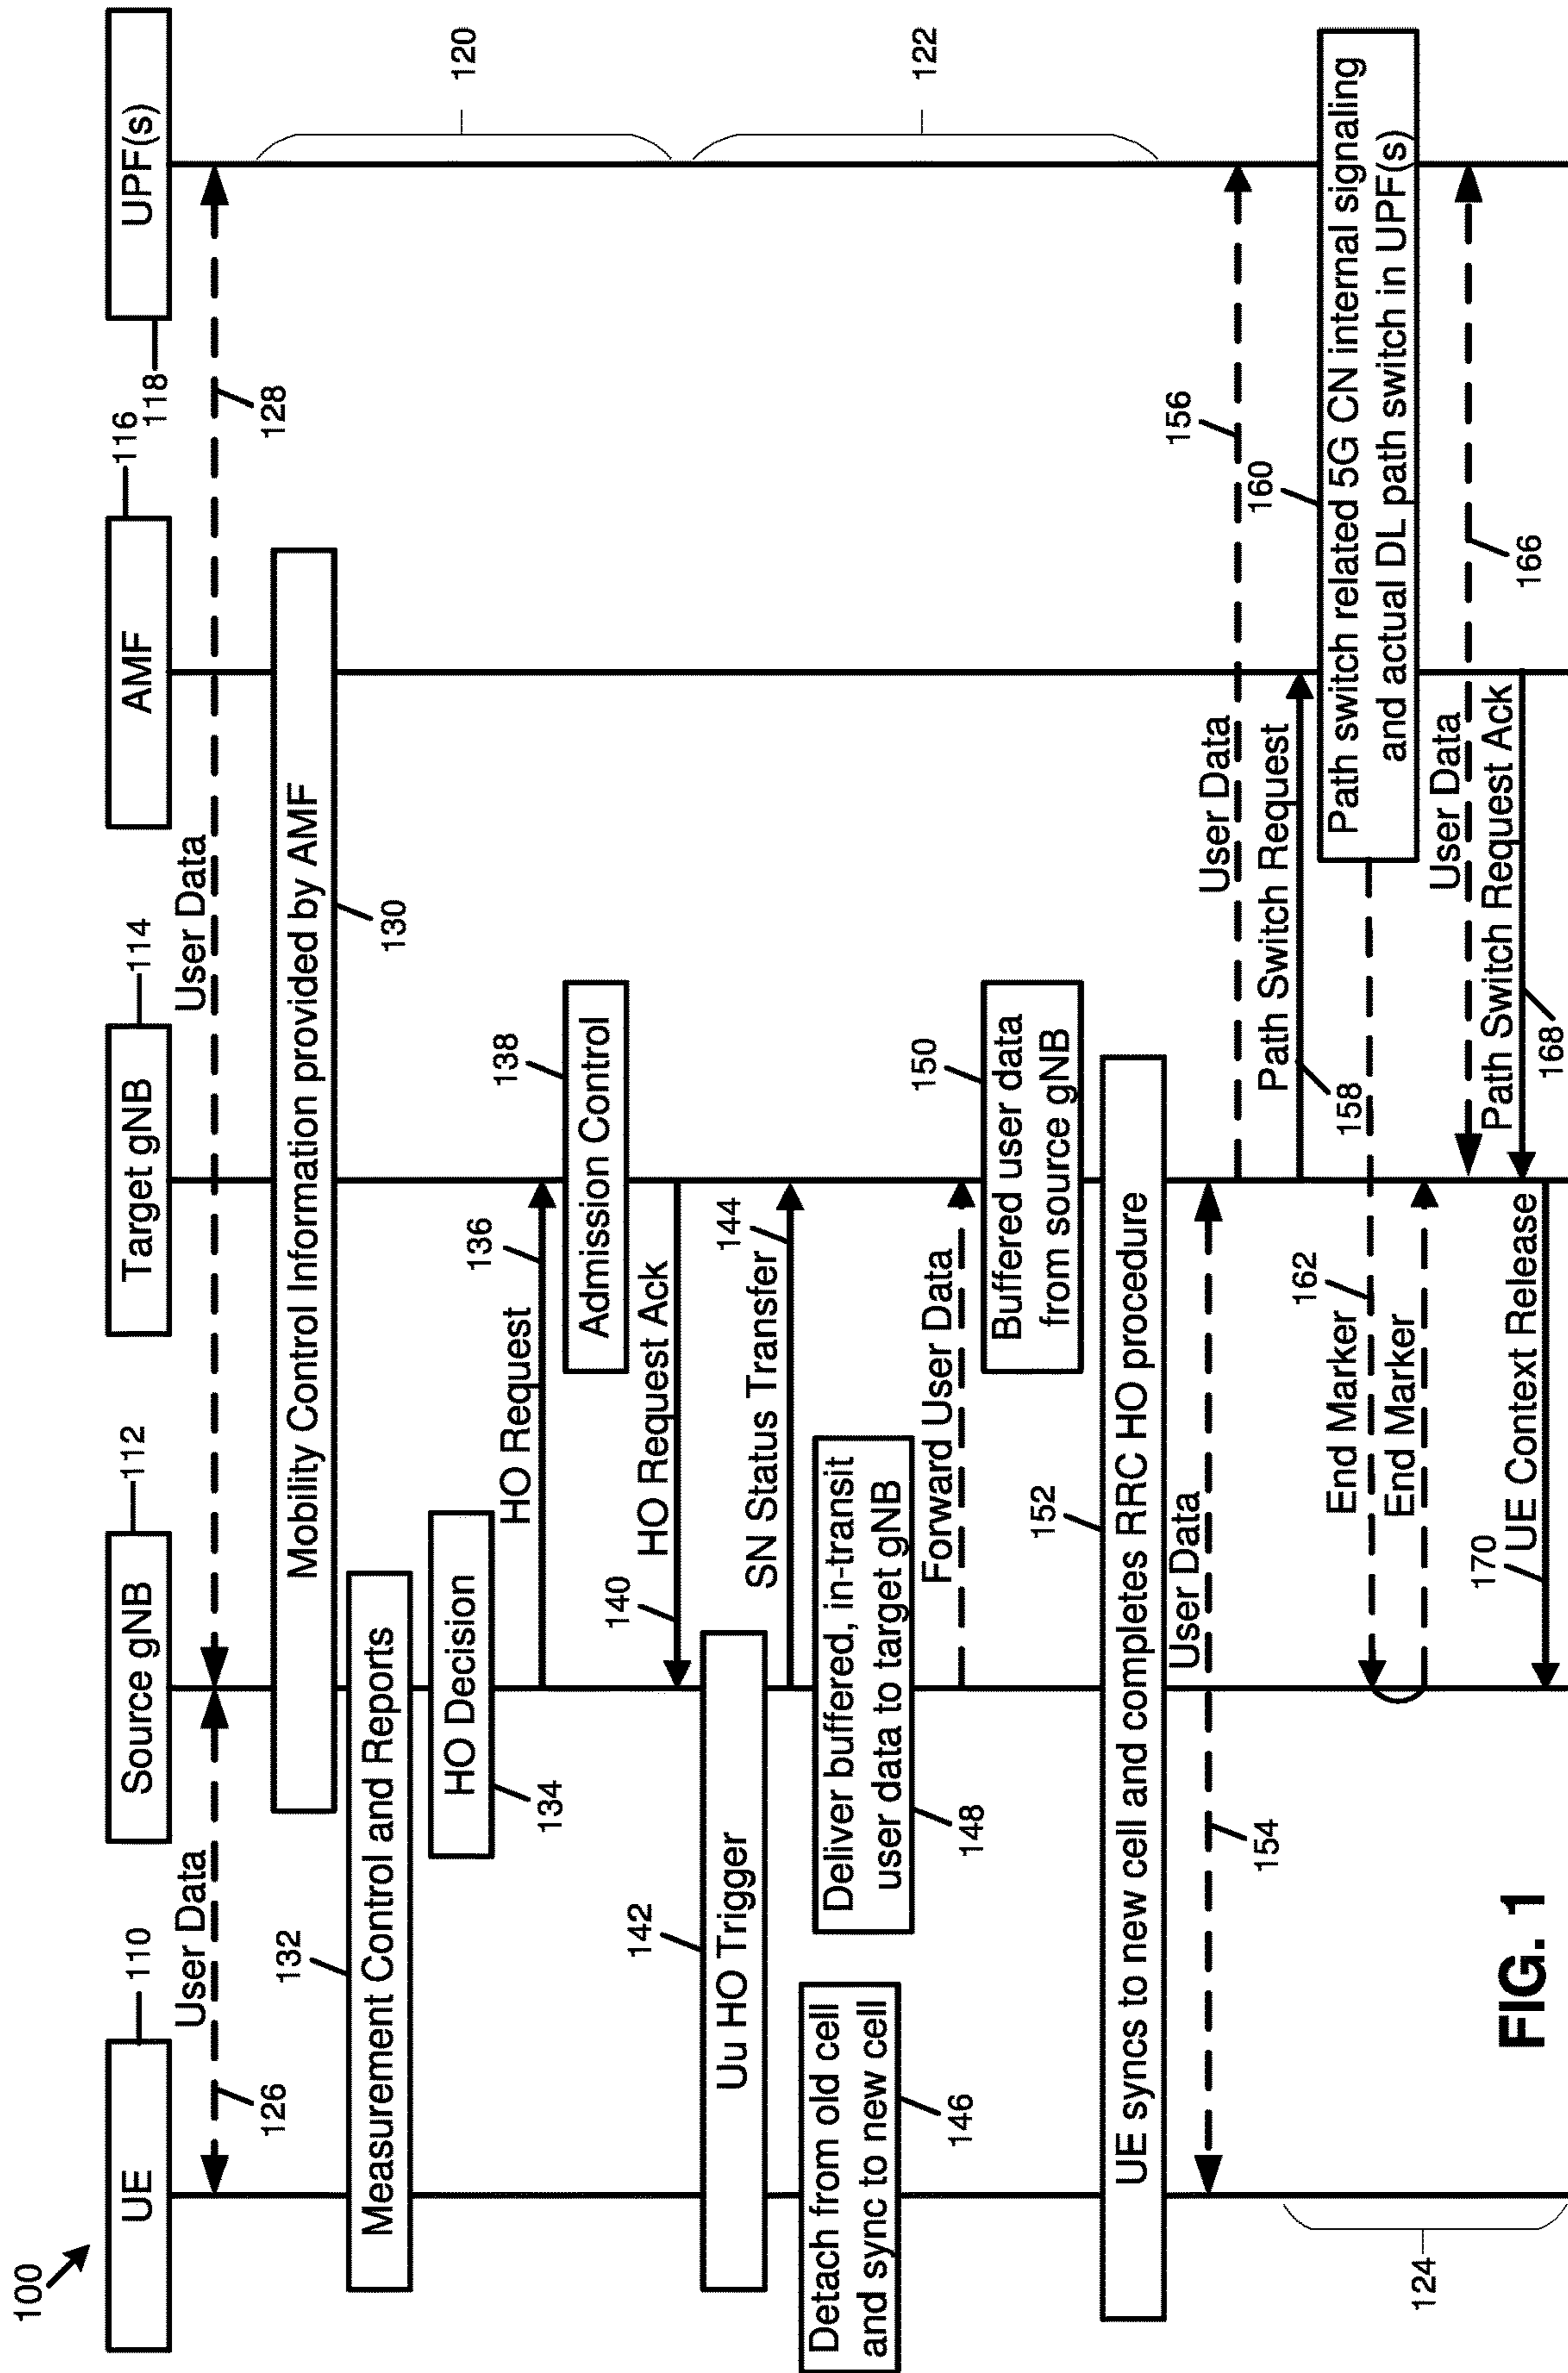 100
UE
110
Source gNB
112
Target gNB
114
AMF
116
UPF(s)
118
User Data
126
User Data
128
Mobility Control Information provided by AMF
130
120
132
Measurement Control and Reports
HO Decision
134
HO Request
136
138
Admission Control
140
HO Request Ack
142
Uu HO Trigger
SN Status Transfer
144
122
Detach from old cell
and sync to new cell
146
Deliver buffered, in-transit
user data to target gNB
148
Forward User Data
150
Buffered user data
from source gNB
152
UE syncs to new cell and completes RRC HO procedure
User Data
154
User Data
156
Path Switch Request
158
160
Path switch related 5G CN internal signaling
and actual DL path switch in UPF(s)
End Marker
162
End Marker
User Data
166
Path Switch Request Ack
168
170
UE Context Release
124
FIG. 1